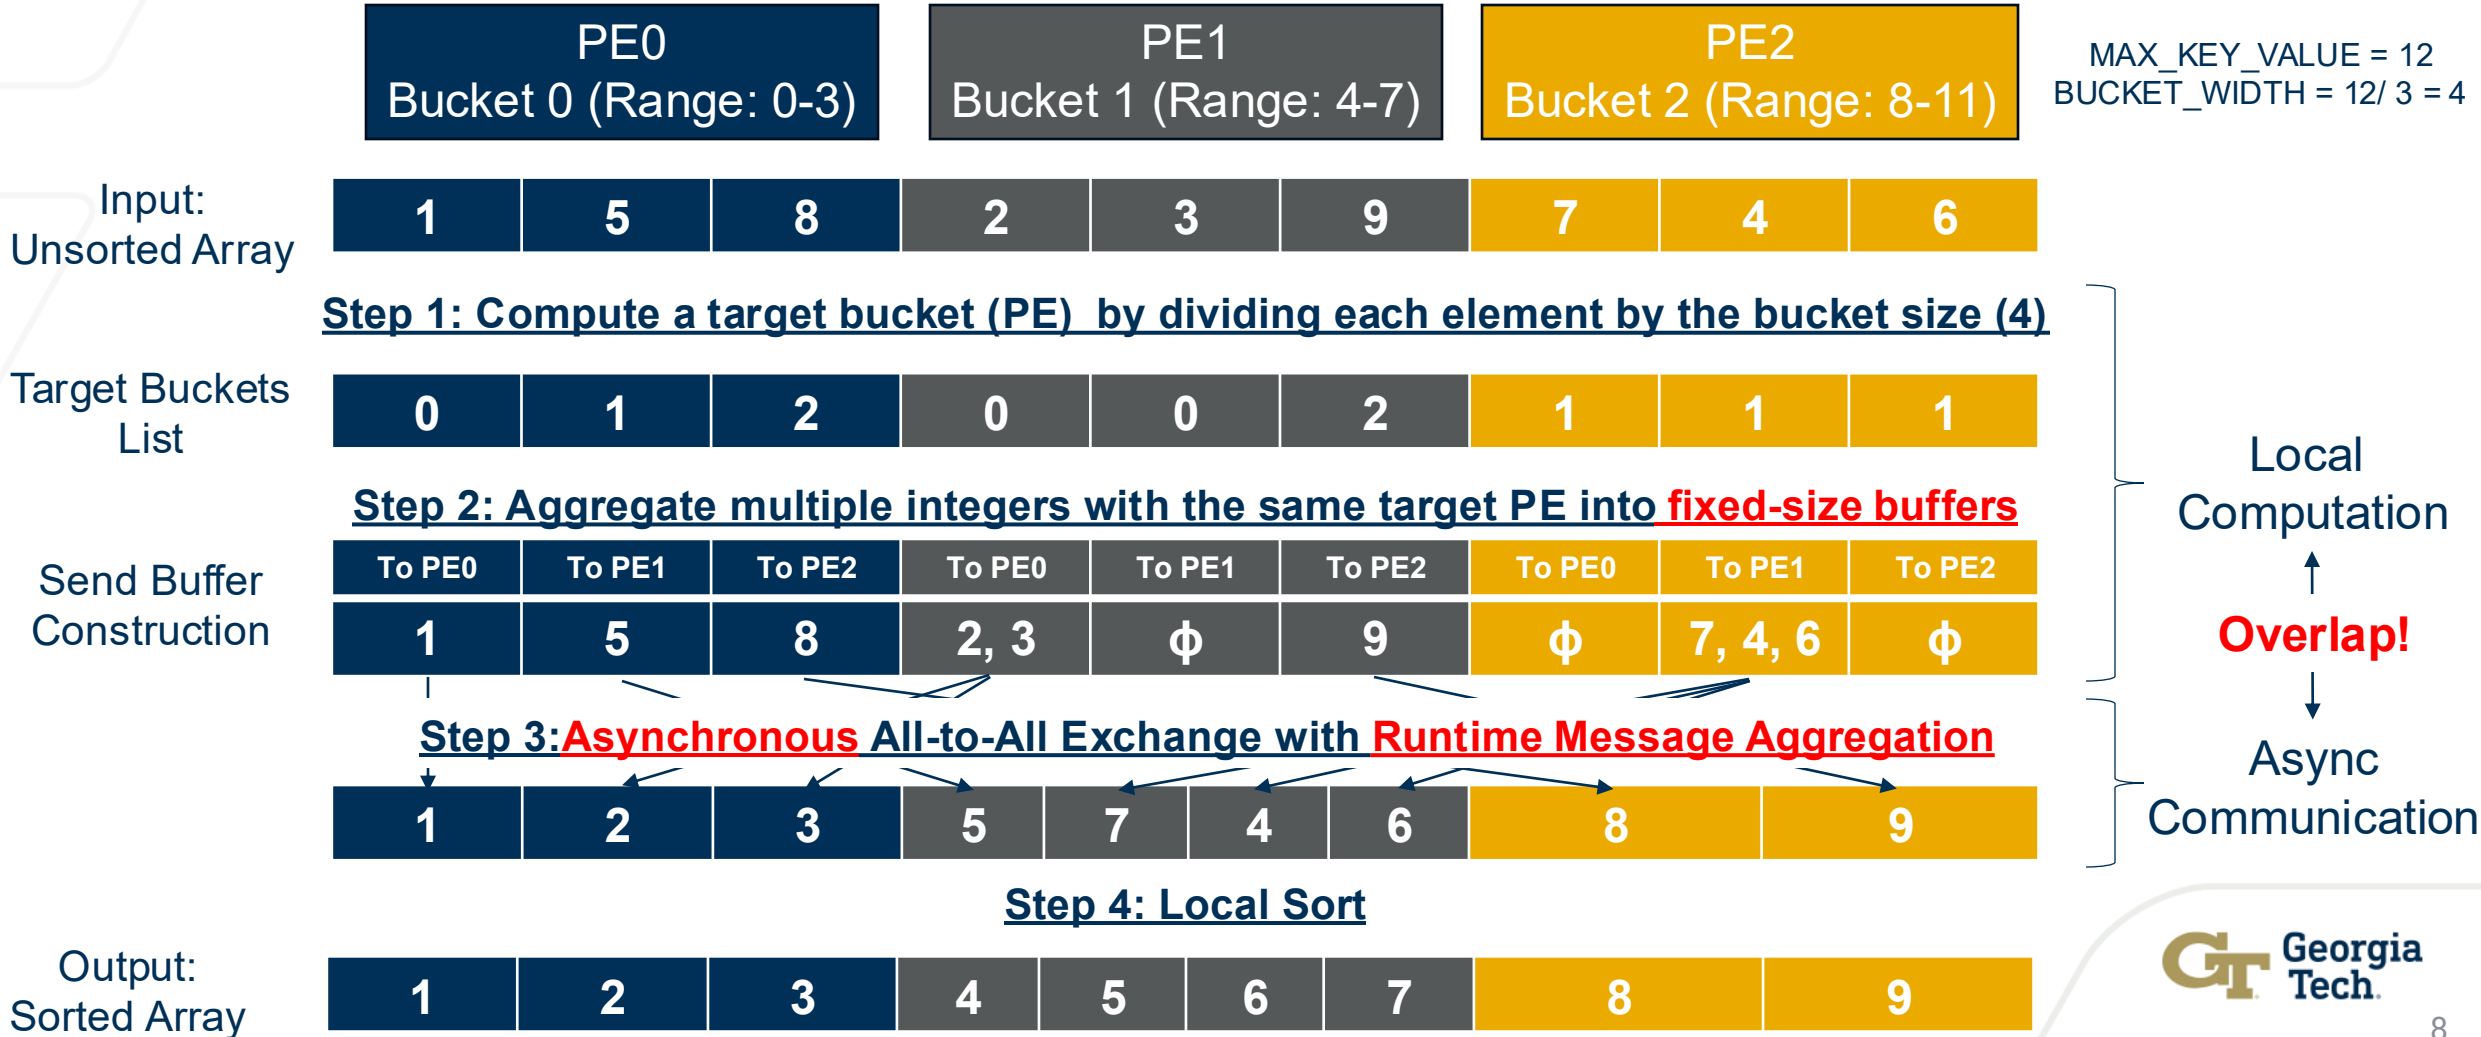 PE0
Bucket 0 (Range: 0-3)
PE1
Bucket 1 (Range: 4-7)
PE2
Bucket 2 (Range: 8-11)
MAX_KEY_VALUE = 12
BUCKET_WIDTH = 12/ 3 = 4
Input:
Unsorted Array
1 5 8 2 3 9 7 4 6
Step 1: Compute a target bucket (PE) by dividing each element by the bucket size (4)
Target Buckets
List
0 1 2 0 0 2 1 1 1
Step 2: Aggregate multiple integers with the same target PE into fixed-size buffers
Send Buffer
Construction
To PE0 To PE1 To PE2 To PE0 To PE1 To PE2 To PE0 To PE1 To PE2
1 5 8 2, 3 ϕ 9 ϕ 7, 4, 6 ϕ
Local
Computation
Overlap!
Async
Communication
Step 3:Asynchronous All-to-All Exchange with Runtime Message Aggregation
1 2 3 5 7 4 6 8 9
Step 4: Local Sort
Output:
Sorted Array
1 2 3 4 5 6 7 8 9
GT Georgia
Tech.
8